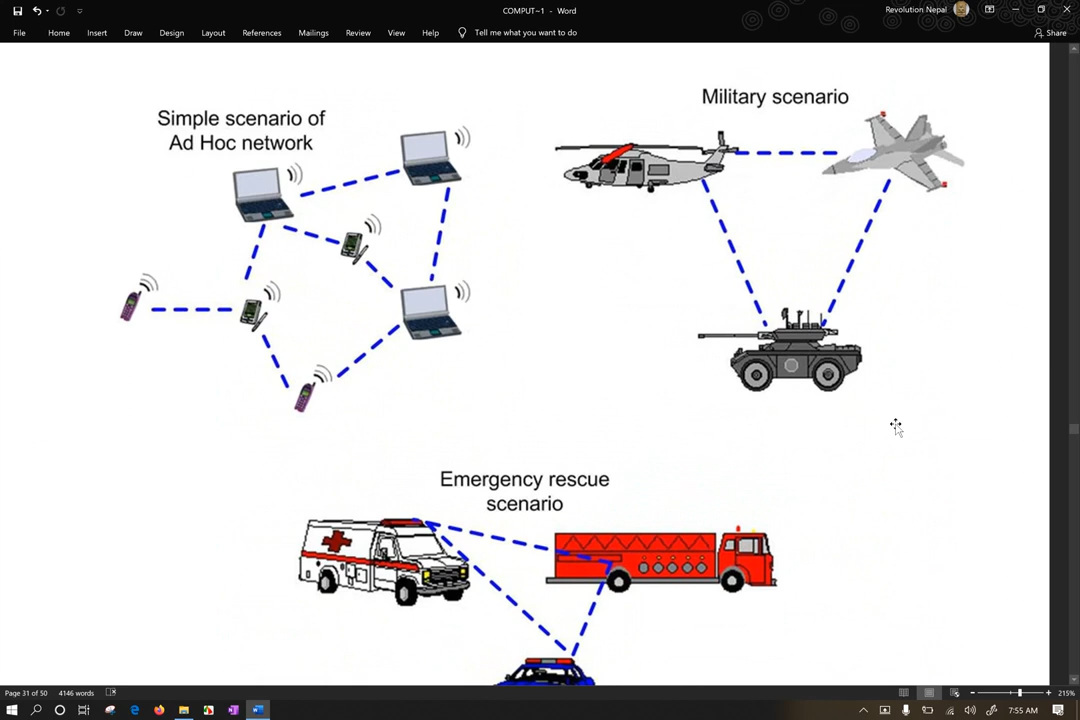 COMPUT~1 - Word
Revolution Nepal
File Home Insert Draw Design Layout References Mailings Review View Help Tell me what you want to do
Share
Simple scenario of
Ad Hoc network
Military scenario
Emergency rescue
scenario
Page 31 of 50 4146 words
215%
7:55 AM